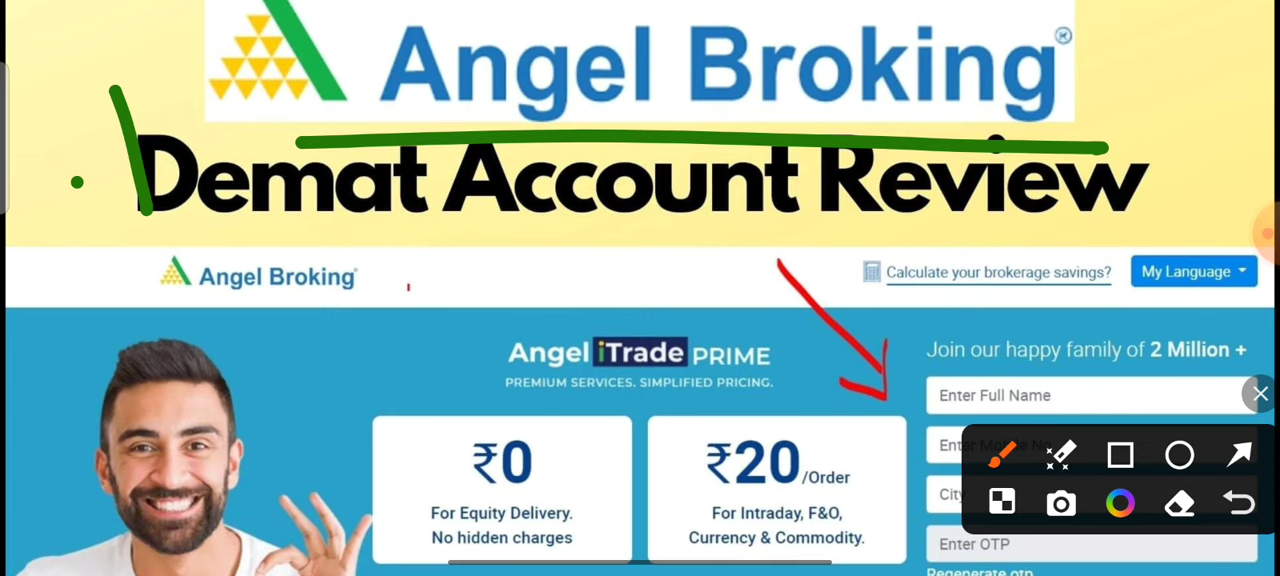 Angel Broking®
Demat Account Review
Angel Broking
Calculate your brokerage savings?
My Language
Angel iTrade PRIME
PREMIUM SERVICES. SIMPLIFIED PRICING.
Join our happy family of 2 Million +
Enter Full Name
₹0
For Equity Delivery.
No hidden charges
₹20/Order
For Intraday, F&O,
Currency & Commodity.
Enter OTP
Regenerate otp